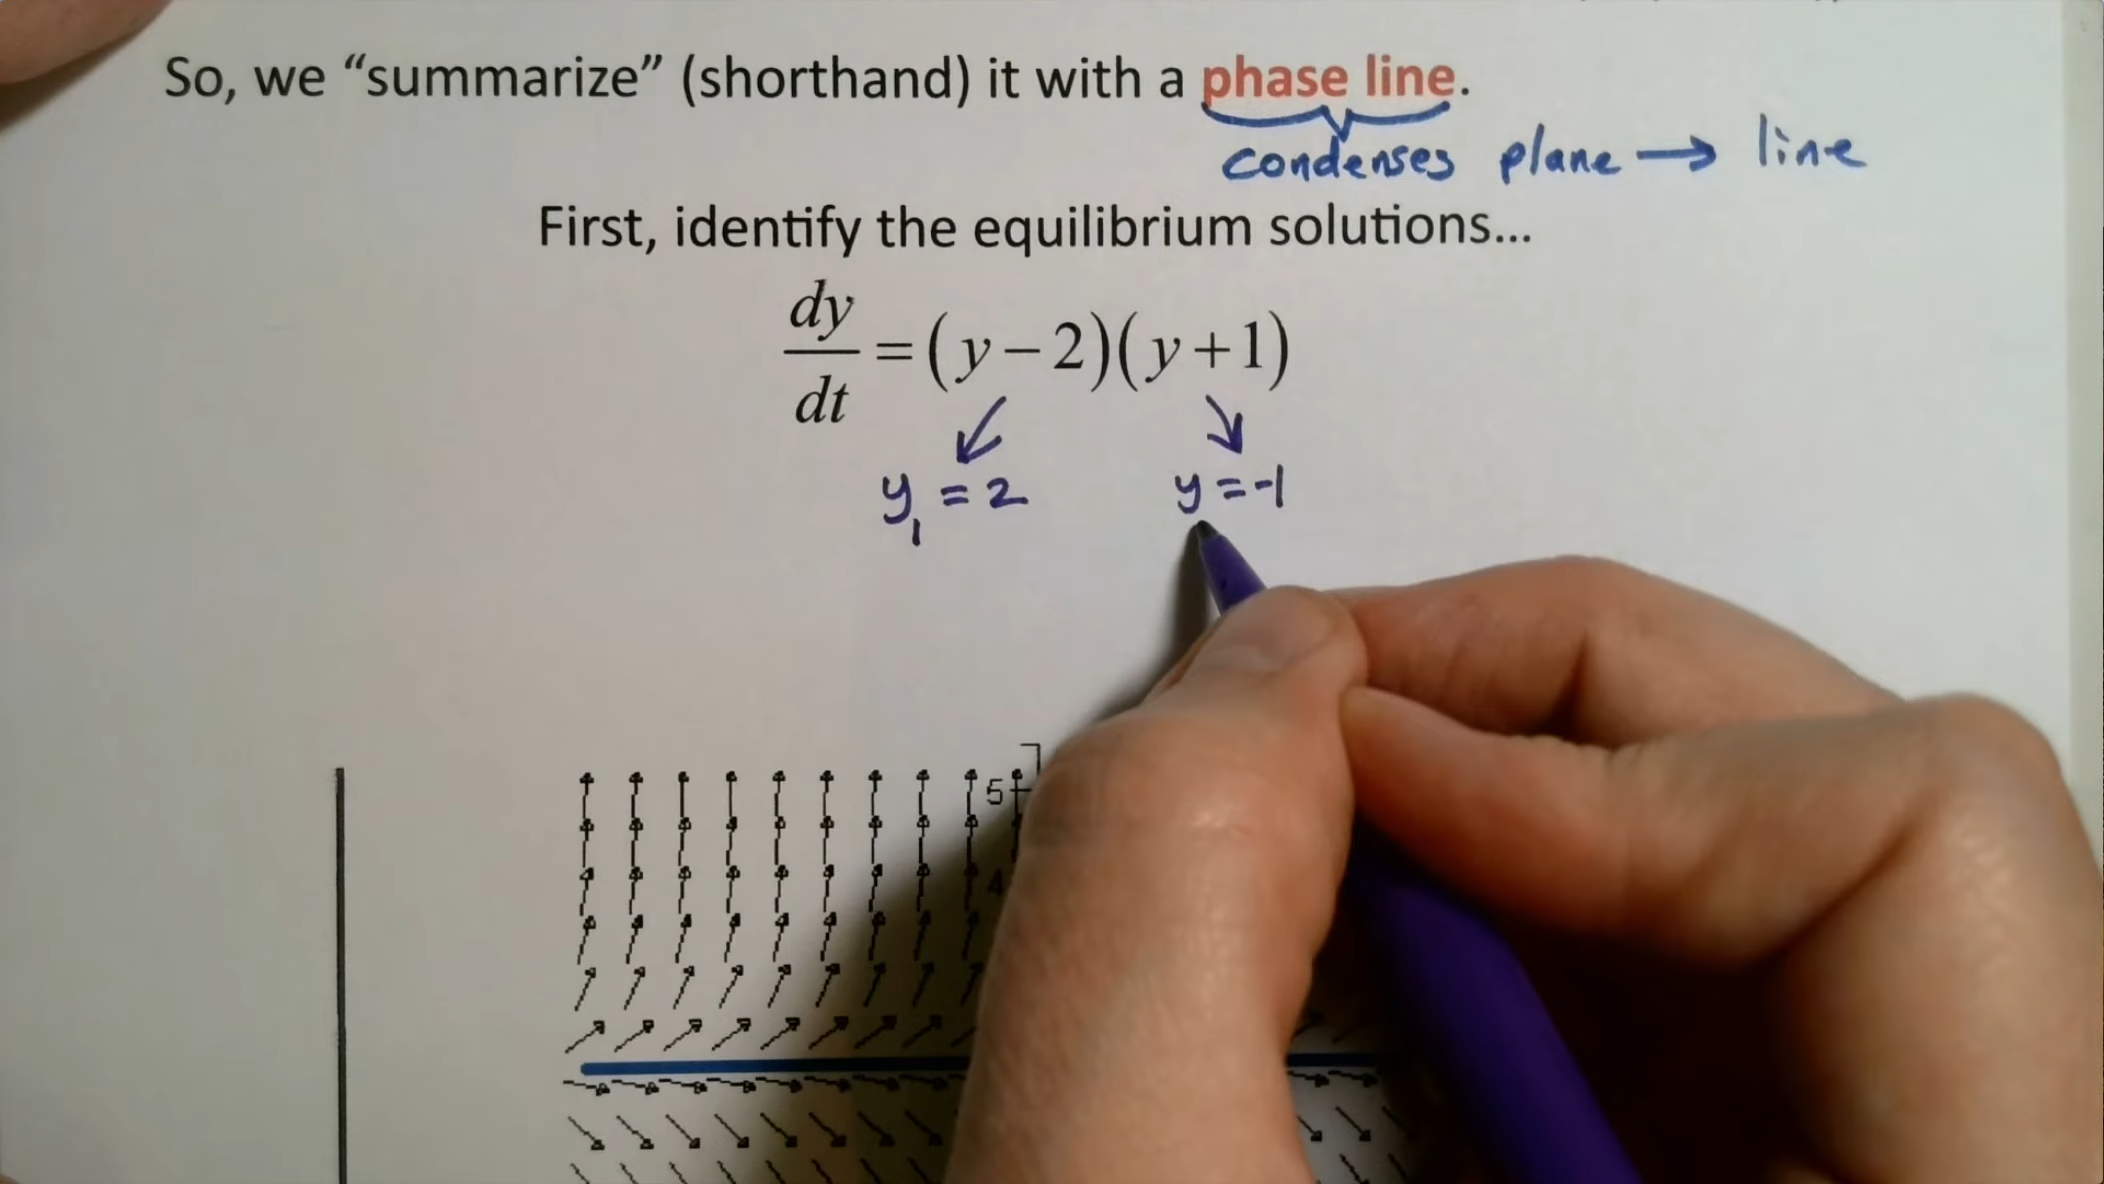 So, we “summarize” (shorthand) it with a phase line.
condenses plane → line
First, identify the equilibrium solutions...
dy/dt = (y − 2)(y + 1)
y₁ = 2 y = -1
5
4